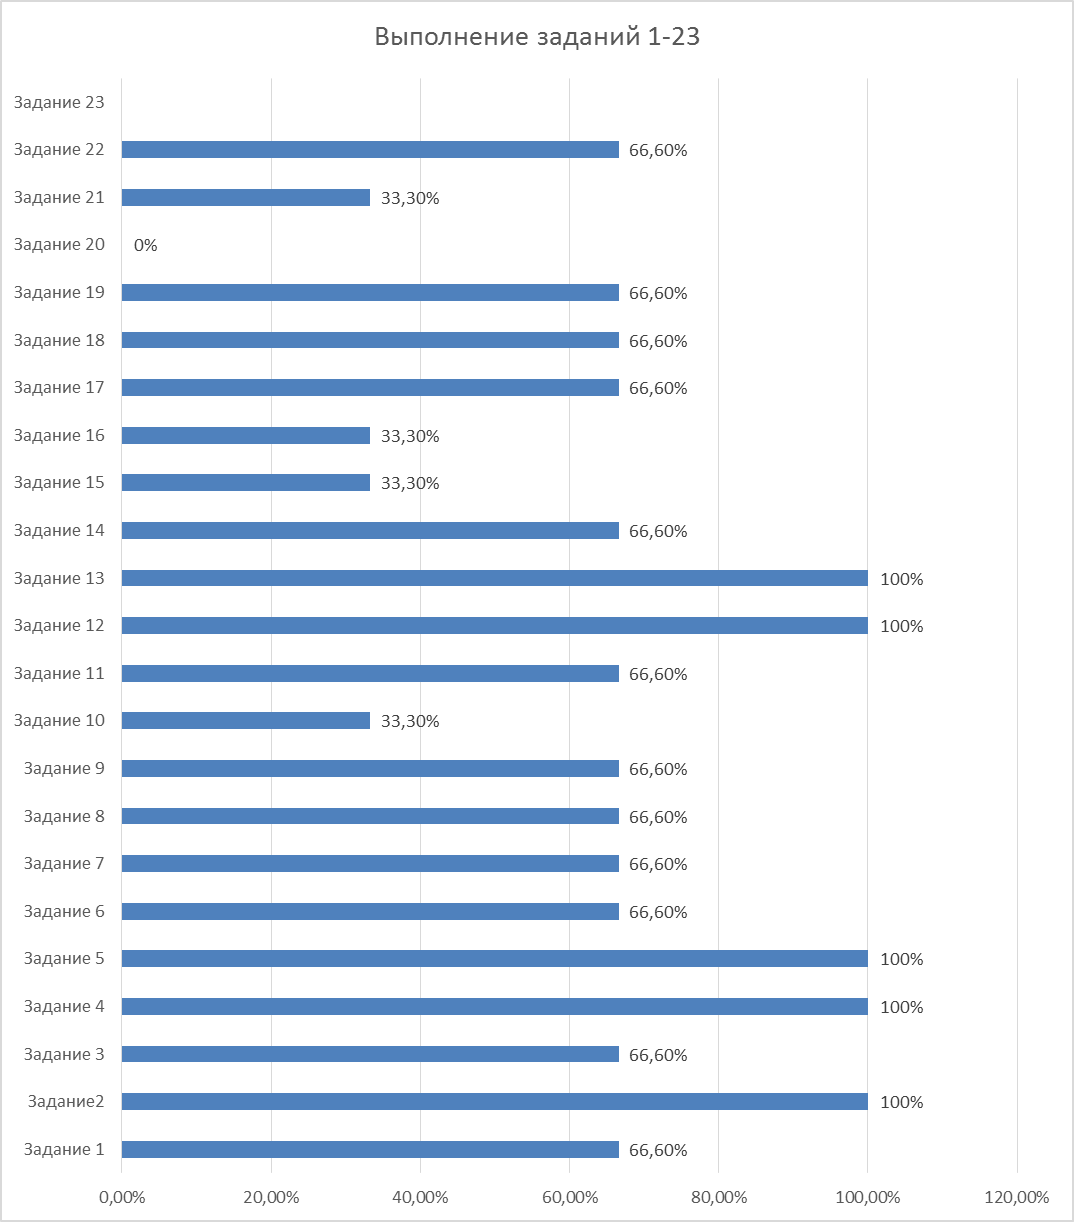 Выполнение заданий 1-23
Задание 23
Задание 22 66,60%
Задание 21 33,30%
Задание 20 0%
Задание 19 66,60%
Задание 18 66,60%
Задание 17 66,60%
Задание 16 33,30%
Задание 15 33,30%
Задание 14 66,60%
Задание 13 100%
Задание 12 100%
Задание 11 66,60%
Задание 10 33,30%
Задание 9 66,60%
Задание 8 66,60%
Задание 7 66,60%
Задание 6 66,60%
Задание 5 100%
Задание 4 100%
Задание 3 66,60%
Задание2 100%
Задание 1 66,60%
0,00% 20,00% 40,00% 60,00% 80,00% 100,00% 120,00%